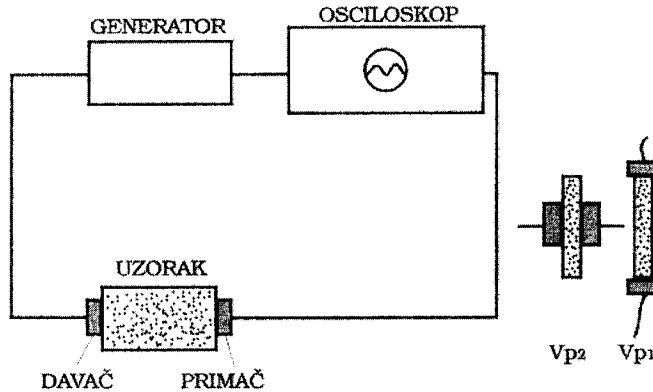 OSCILOSKOP
GENERATOR
UZORAK
DAVAČ
PRIMAČ
Vp2
Vp1